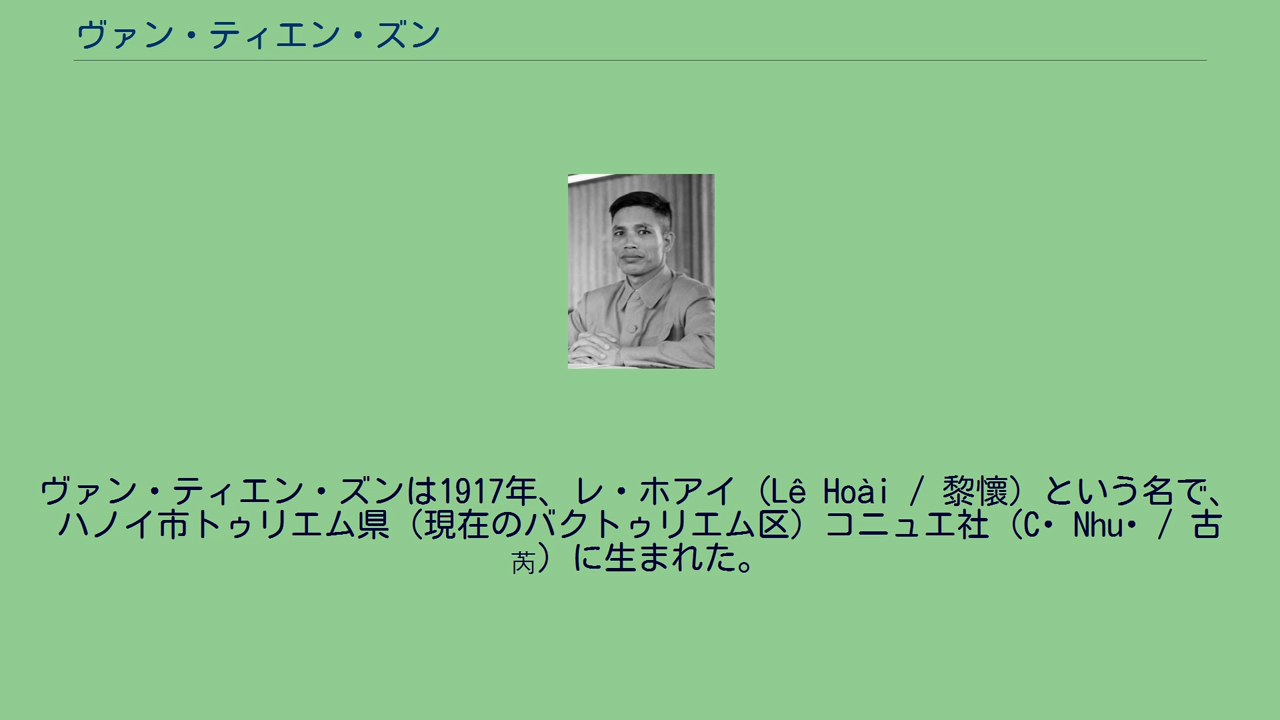 ヴァン・ティエン・ズン
ヴァン・ティエン・ズンは1917年、レ・ホアイ（Lê Hoài / 黎懷）という名で、
ハノイ市トゥリエム県（現在のバクトゥリエム区）コニュエ社（C• Nhu• / 古
芮）に生まれた。